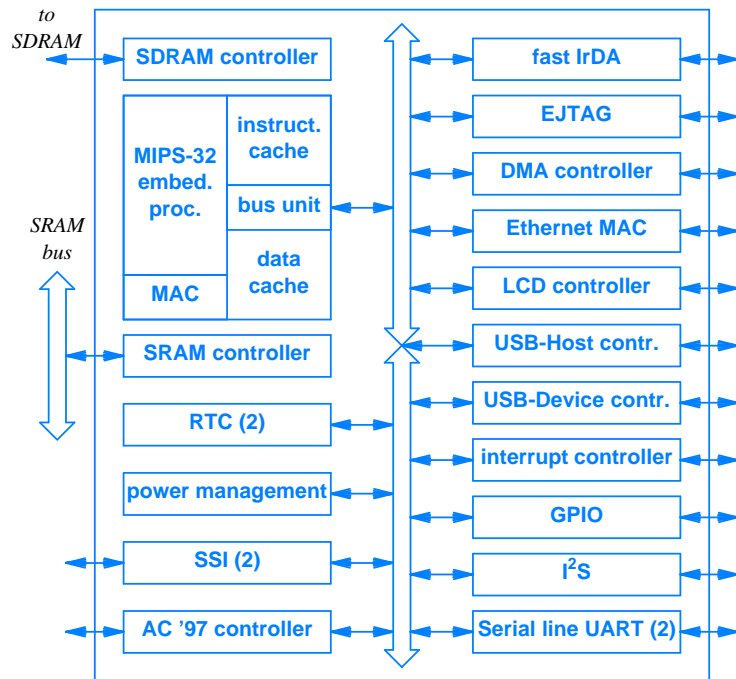 to
SDRAM
SDRAM controller
MIPS-32
embed.
proc.
instruct.
cache
bus unit
data
cache
MAC
SRAM
bus
SRAM controller
RTC (2)
power management
SSI (2)
AC '97 controller
fast IrDA
EJTAG
DMA controller
Ethernet MAC
LCD controller
USB-Host contr.
USB-Device contr.
interrupt controller
GPIO
I²S
Serial line UART (2)